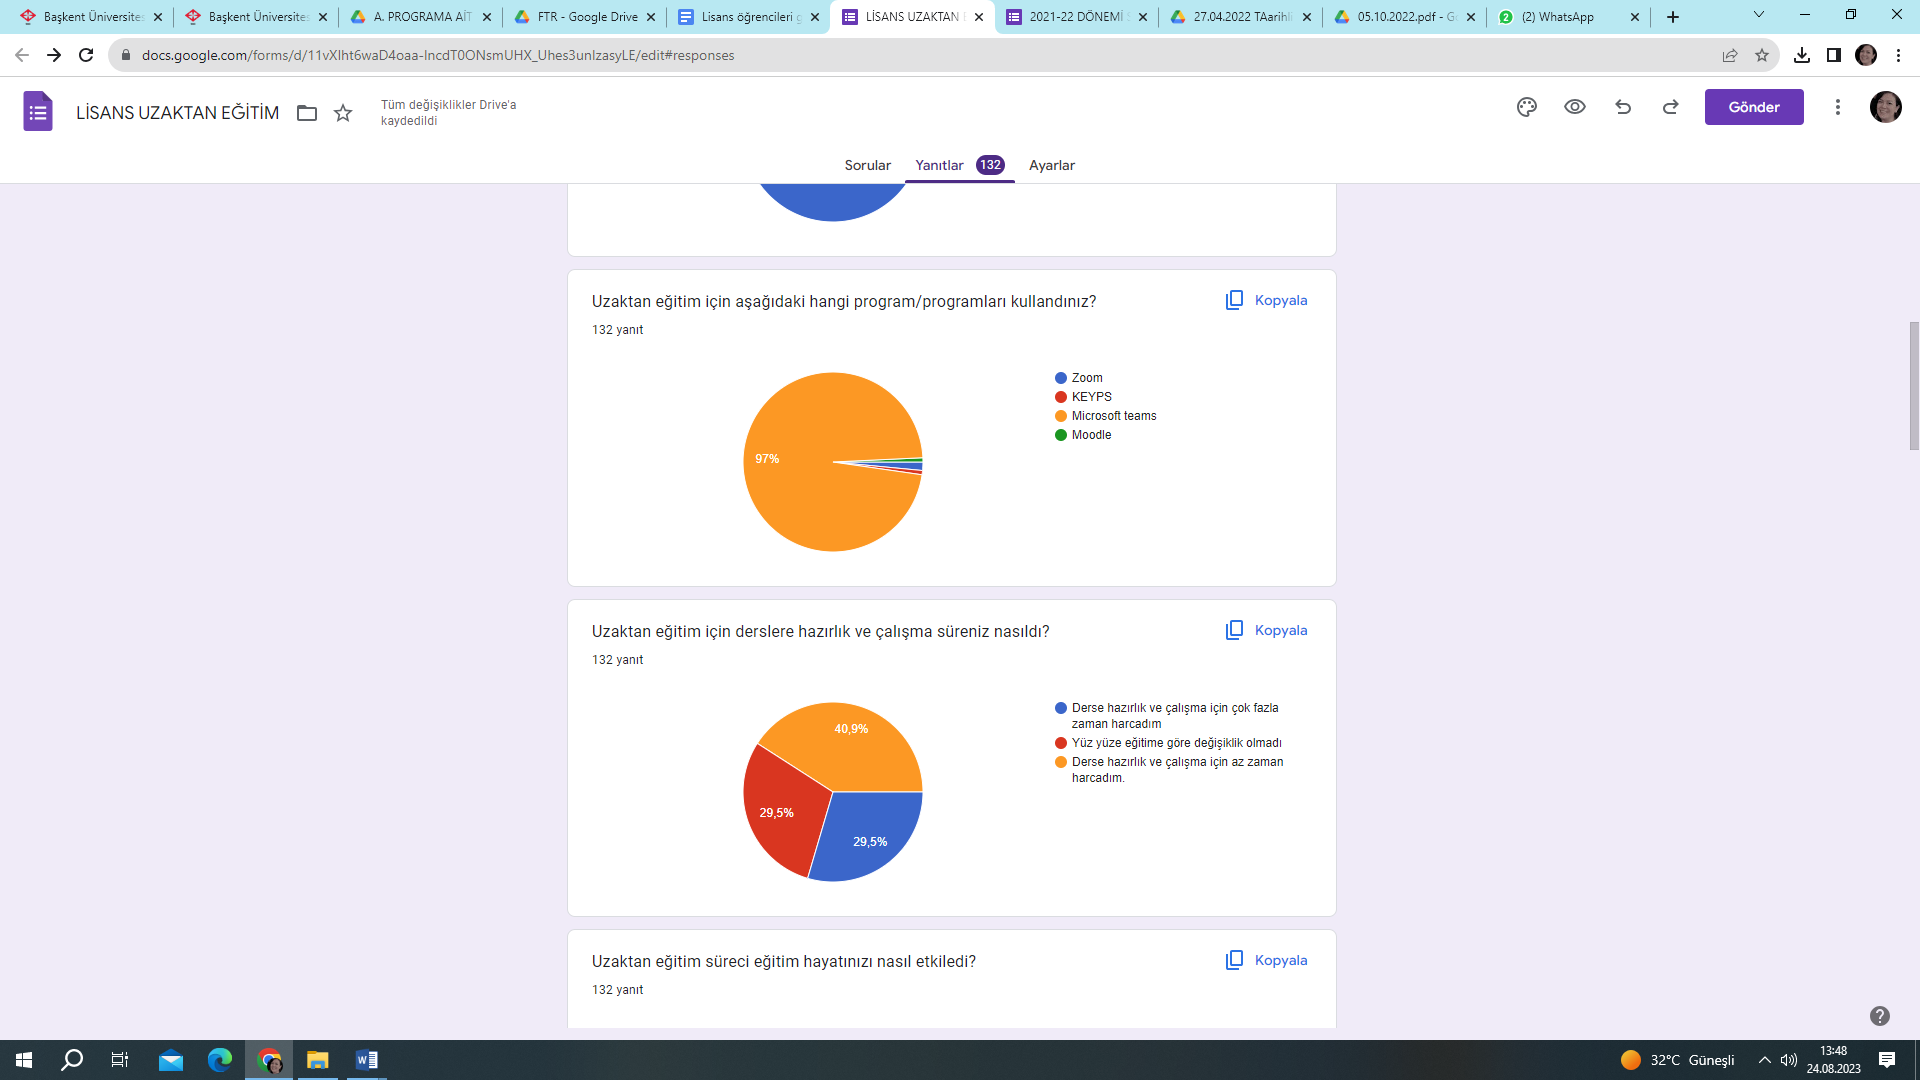 Başkent Üniversites
Başkent Üniversites
A. PROGRAMA AİT
FTR - Google Drive
Lisans öğrencileri g
LİSANS UZAKTAN
2021-22 DÖNEMİ
27.04.2022 TAarihli
05.10.2022.pdf - Go
(2) WhatsApp
docs.google.com/forms/d/11vXlht6waD4oaa-lncdT0ONsmUHX_Uhes3unlzasyLE/edit#responses
LİSANS UZAKTAN EĞİTİM
Tüm değişiklikler Drive'a
kaydedildi
Gönder
Sorular
Yanıtlar 132
Ayarlar
Uzaktan eğitim için aşağıdaki hangi program/programları kullandınız?
Kopyala
132 yanıt
Zoom
KEYPS
Microsoft teams
Moodle
97%
Uzaktan eğitim için derslere hazırlık ve çalışma süreniz nasıldı?
Kopyala
132 yanıt
Derse hazırlık ve çalışma için çok fazla
zaman harcadım
Yüz yüze eğitime göre değişiklik olmadı
Derse hazırlık ve çalışma için az zaman
harcadım.
40,9%
29,5%
29,5%
Uzaktan eğitim süreci eğitim hayatınızı nasıl etkiledi?
Kopyala
132 yanıt
32°C Güneşli
13:48
24.08.2023